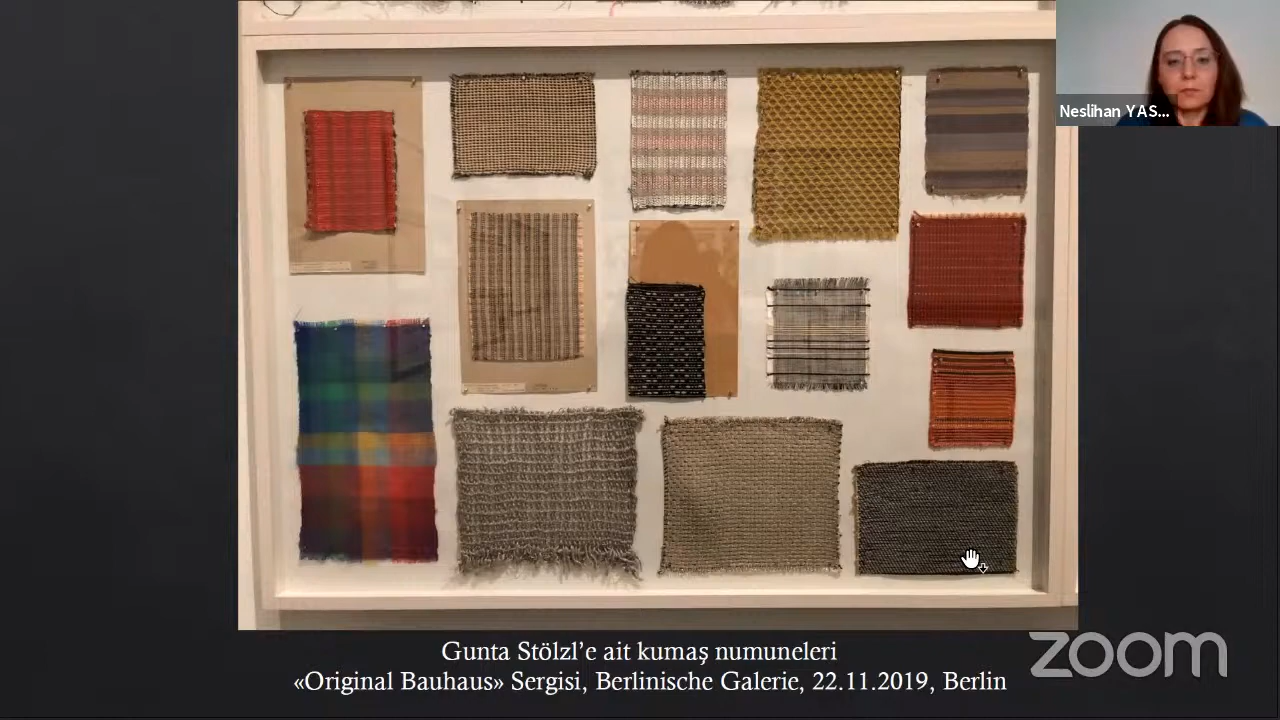 Neslihan YAS...
Gunta Stölzl’e ait kumaş numuneleri
«Original Bauhaus» Sergisi, Berlinische Galerie, 22.11.2019, Berlin
zoom